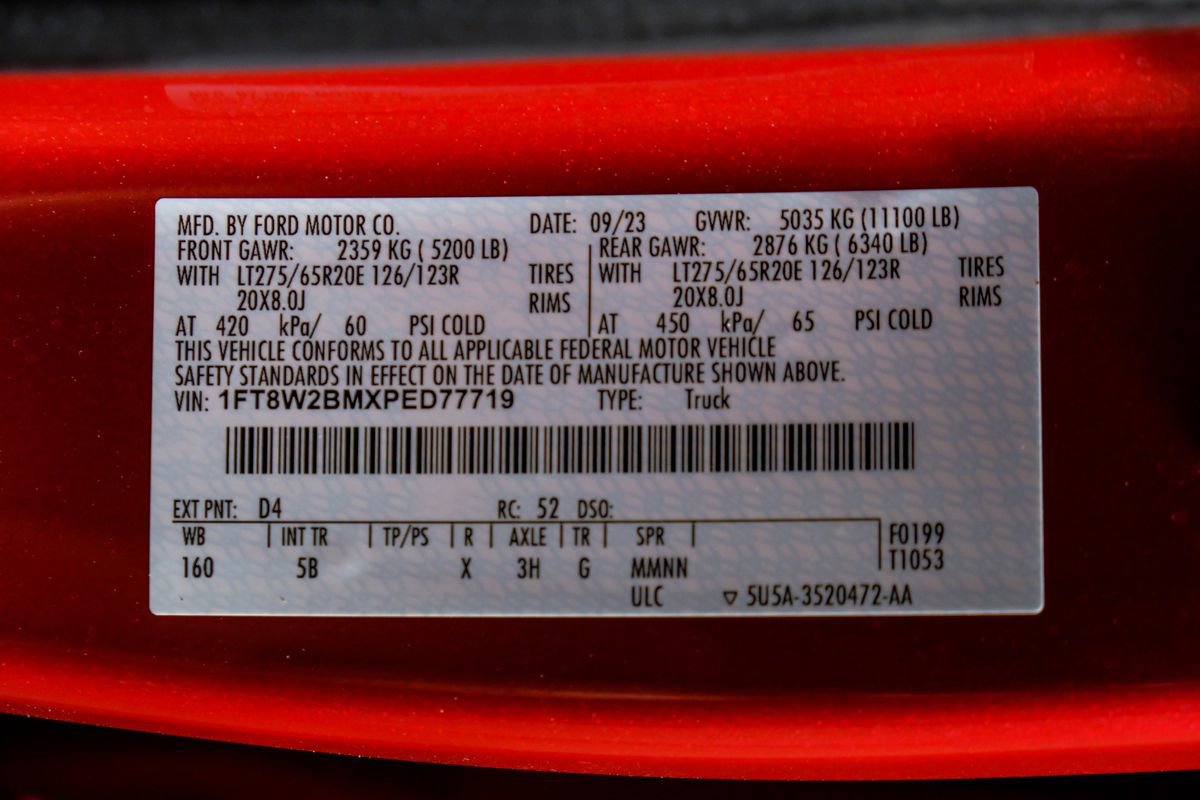 MFD. BY FORD MOTOR CO. DATE: 09/23 GVWR: 5035 KG (11100 LB)
FRONT GAWR: 2359 KG ( 5200 LB) REAR GAWR: 2876 KG ( 6340 LB)
WITH LT275/65R20E 126/123R TIRES WITH LT275/65R20E 126/123R TIRES
20X8.0J RIMS 20X8.0J RIMS
AT 420 kPa/ 60 PSI COLD AT 450 kPa/ 65 PSI COLD
THIS VEHICLE CONFORMS TO ALL APPLICABLE FEDERAL MOTOR VEHICLE
SAFETY STANDARDS IN EFFECT ON THE DATE OF MANUFACTURE SHOWN ABOVE.
VIN: 1FT8W2BMXPED77719 TYPE: Truck
EXT PNT: D4 RC: 52 DSO:
WB INT TR TP/PS R AXLE TR SPR F0199
160 5B X 3H G MMNN T1053
ULC ▽ 5U5A-3520472-AA